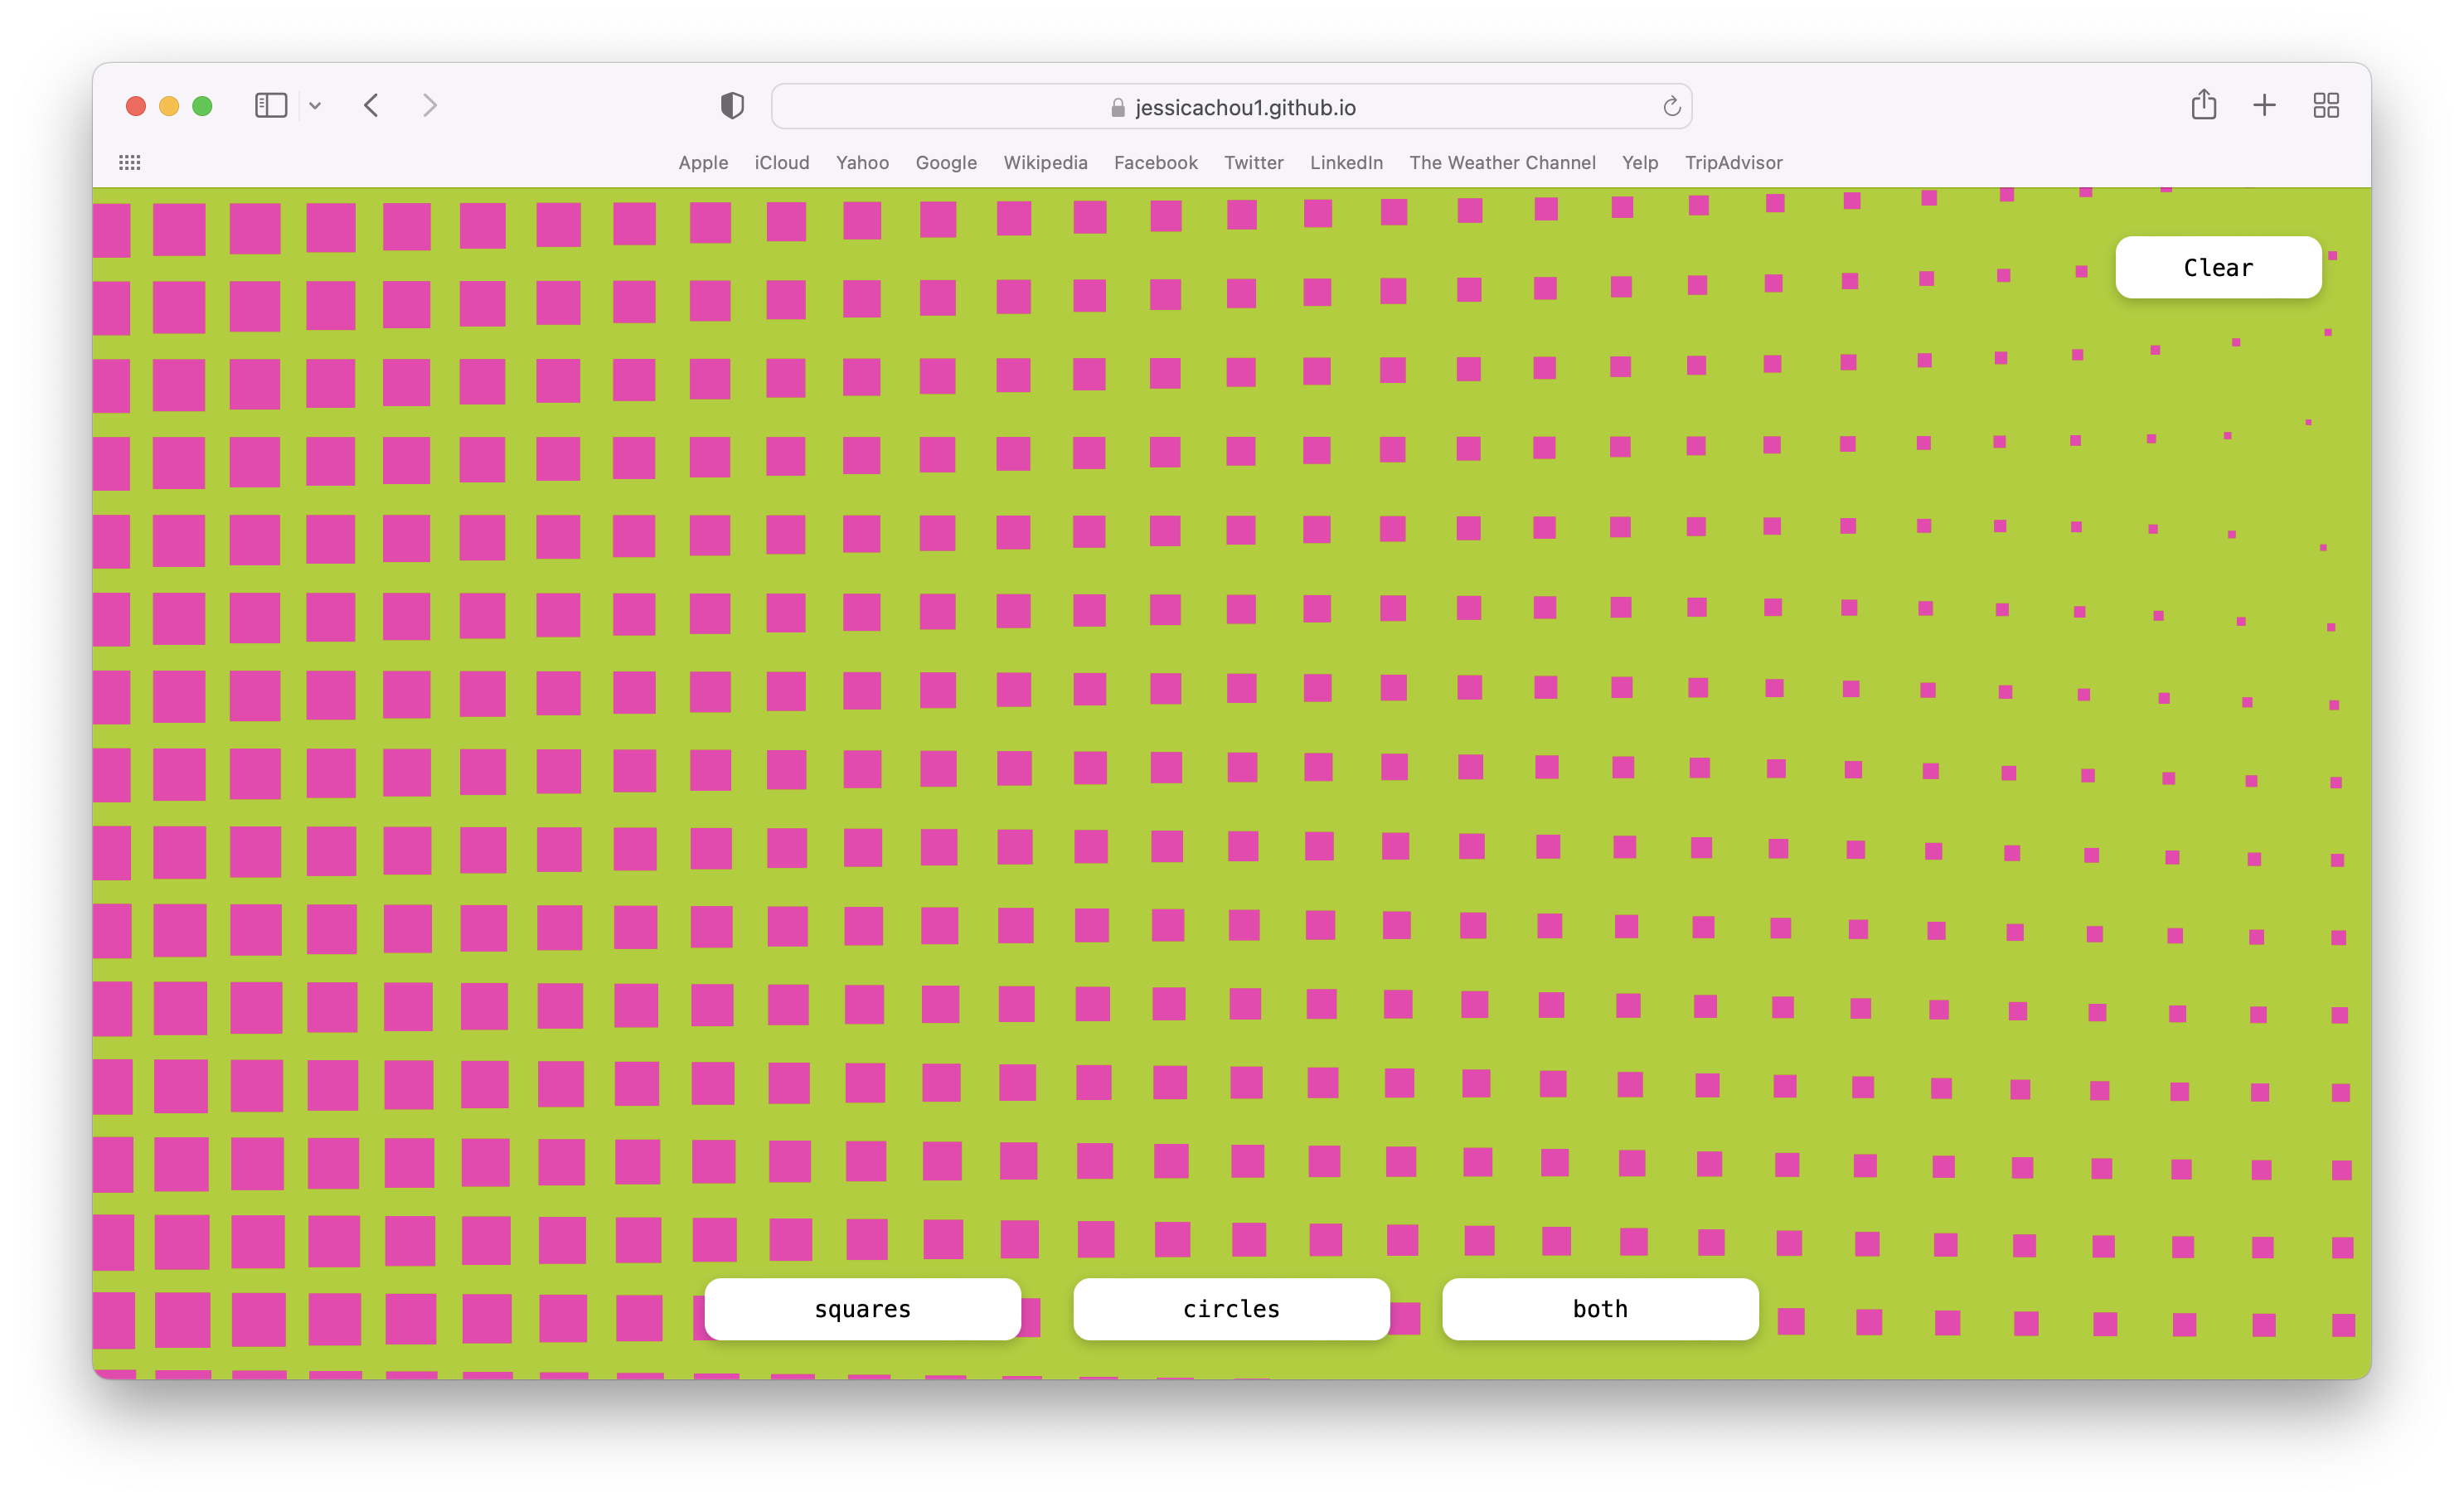 jessicachou1.github.io
Apple iCloud Yahoo Google Wikipedia Facebook Twitter LinkedIn The Weather Channel Yelp TripAdvisor
Clear
squares circles both